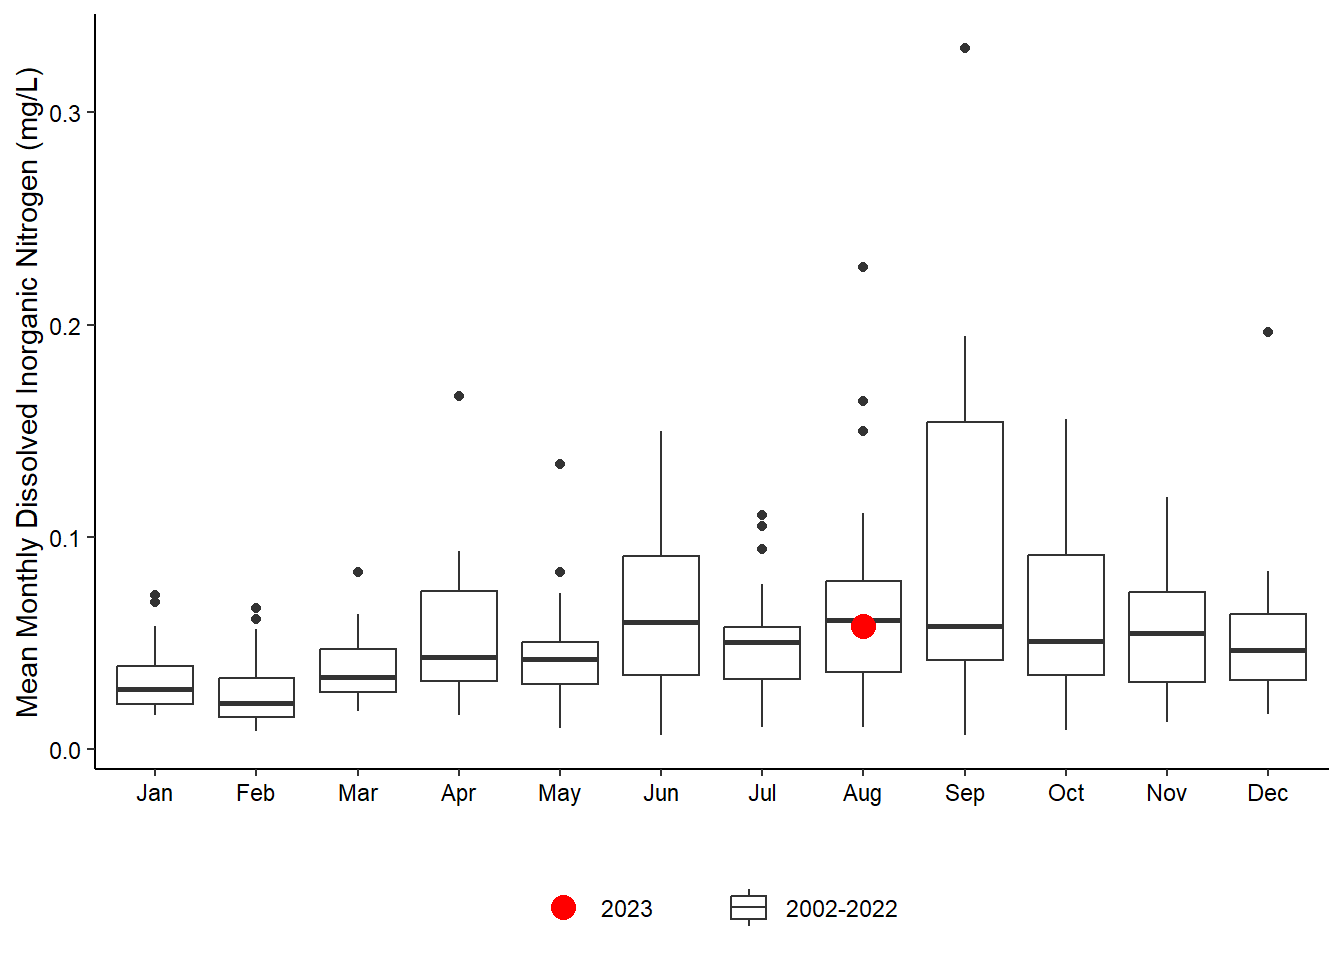 Mean Monthly Dissolved Inorganic Nitrogen (mg/L)
0.3
0.2
0.1
0.0
Jan Feb Mar Apr May Jun Jul Aug Sep Oct Nov Dec
2023 2002-2022